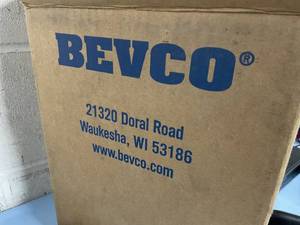 BEVCO®
21320 Doral Road
Waukesha, WI 53186
www.bevco.com